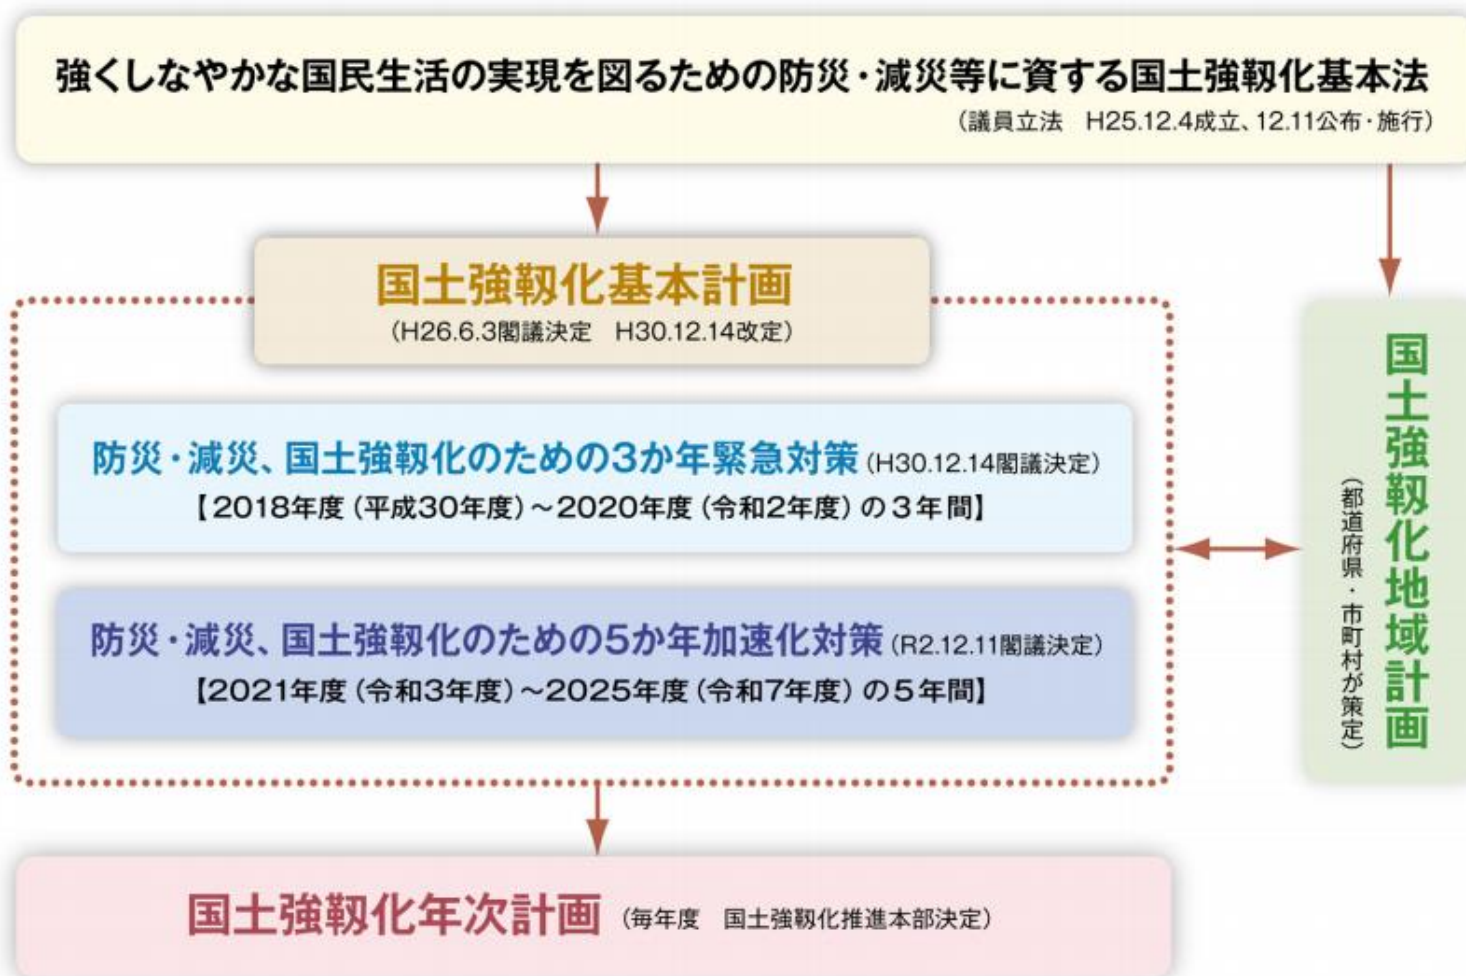 強くしなやかな国民生活の実現を図るための防災・減災等に資する国土強靱化基本法
（議員立法　H25.12.4成立、12.11公布・施行）
国土強靱化基本計画
（H26.6.3閣議決定　H30.12.14改定）
防災・減災、国土強靱化のための3か年緊急対策（H30.12.14閣議決定）
【2018年度（平成30年度）～2020年度（令和2年度）の３年間】
防災・減災、国土強靱化のための5か年加速化対策（R2.12.11閣議決定）
【2021年度（令和3年度）～2025年度（令和7年度）の５年間】
国土強靱化地域計画
（都道府県・市町村が策定）
国土強靱化年次計画（毎年度　国土強靱化推進本部決定）